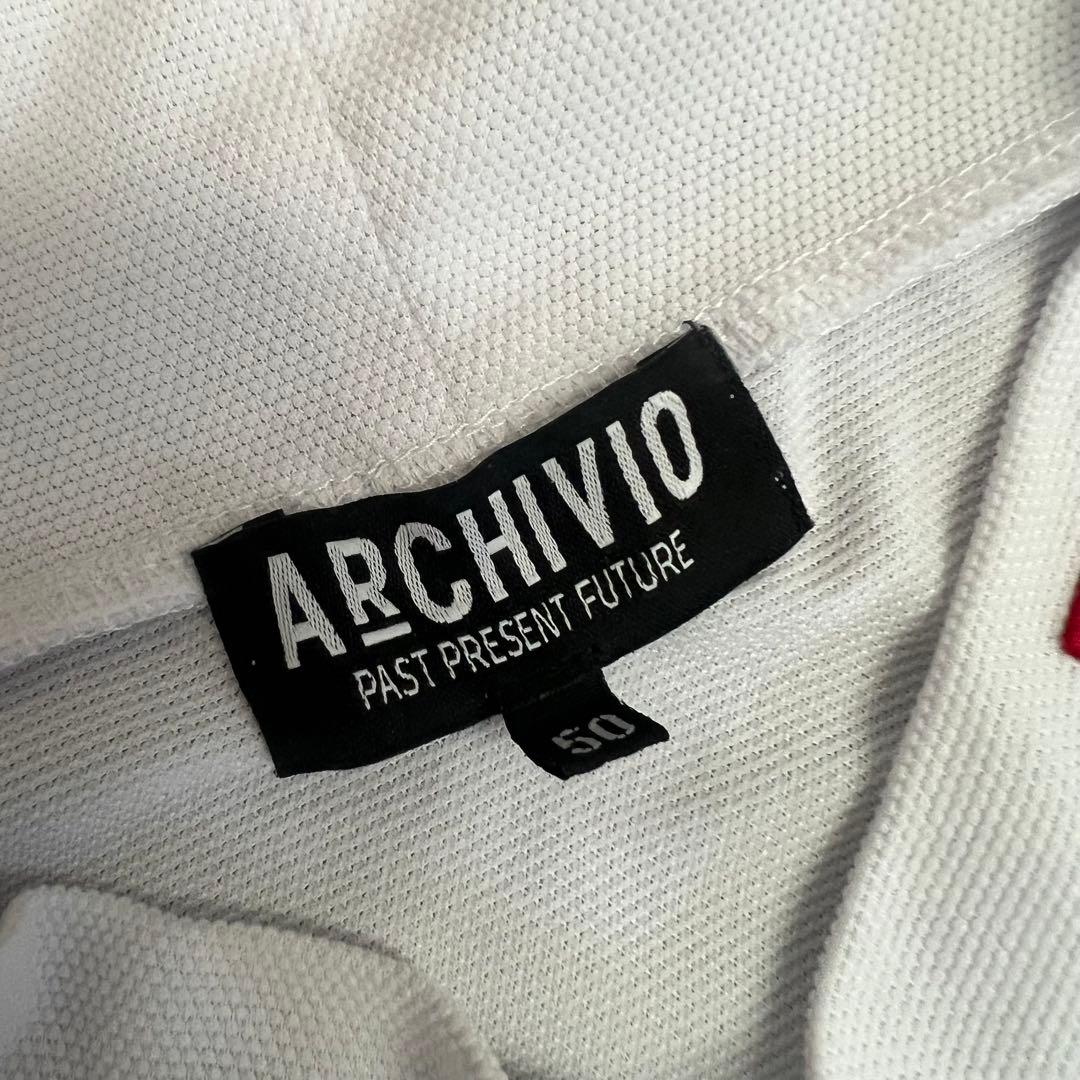 ARCHIVIO
PAST PRESENT FUTURE
50